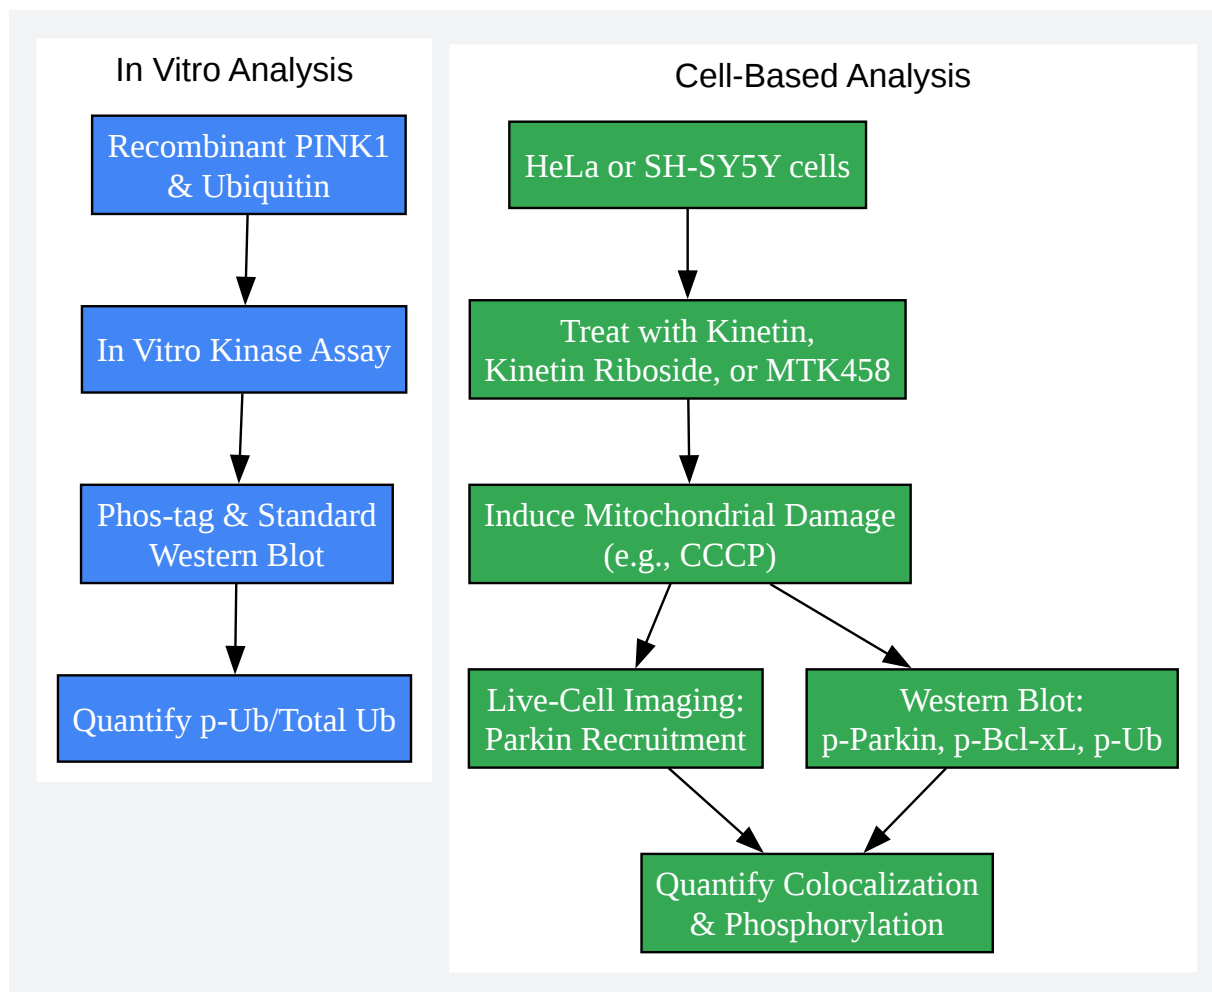 In Vitro Analysis
Recombinant PINK1
& Ubiquitin
In Vitro Kinase Assay
Phos-tag & Standard
Western Blot
Quantify p-Ub/Total Ub
Cell-Based Analysis
HeLa or SH-SY5Y cells
Treat with Kinetin,
Kinetin Riboside, or MTK458
Induce Mitochondrial Damage
(e.g., CCCP)
Live-Cell Imaging:
Parkin Recruitment
Western Blot:
p-Parkin, p-Bcl-xL, p-Ub
Quantify Colocalization
& Phosphorylation